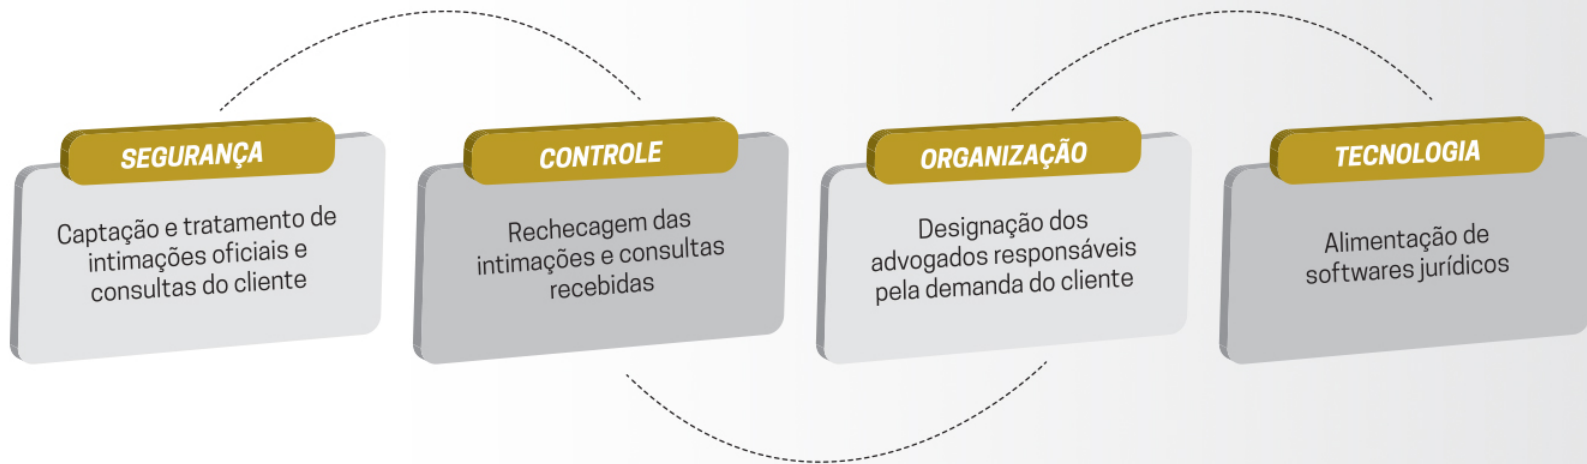 SEGURANÇA
Captação e tratamento de
intimações oficiais e
consultas do cliente
CONTROLE
Rechecagem das
intimações e consultas
recebidas
ORGANIZAÇÃO
Designação dos
advogados responsáveis
pela demanda do cliente
TECNOLOGIA
Alimentação de
softwares jurídicos